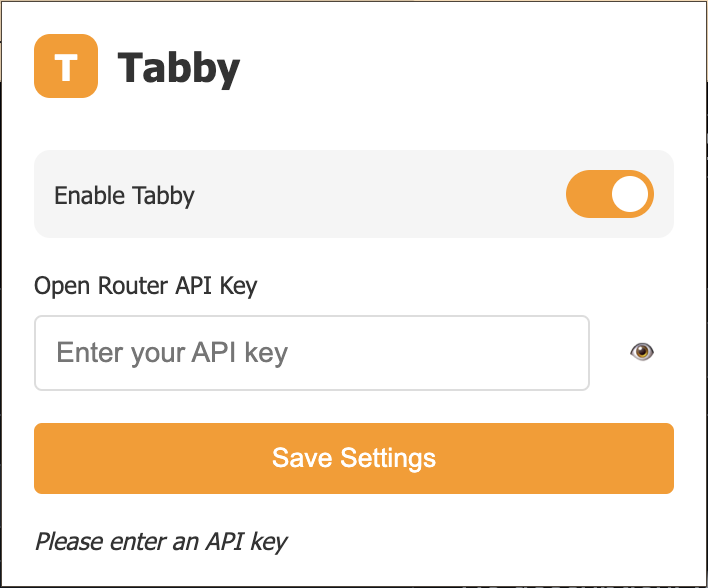 T Tabby
Enable Tabby
Open Router API Key
Enter your API key
Save Settings
Please enter an API key